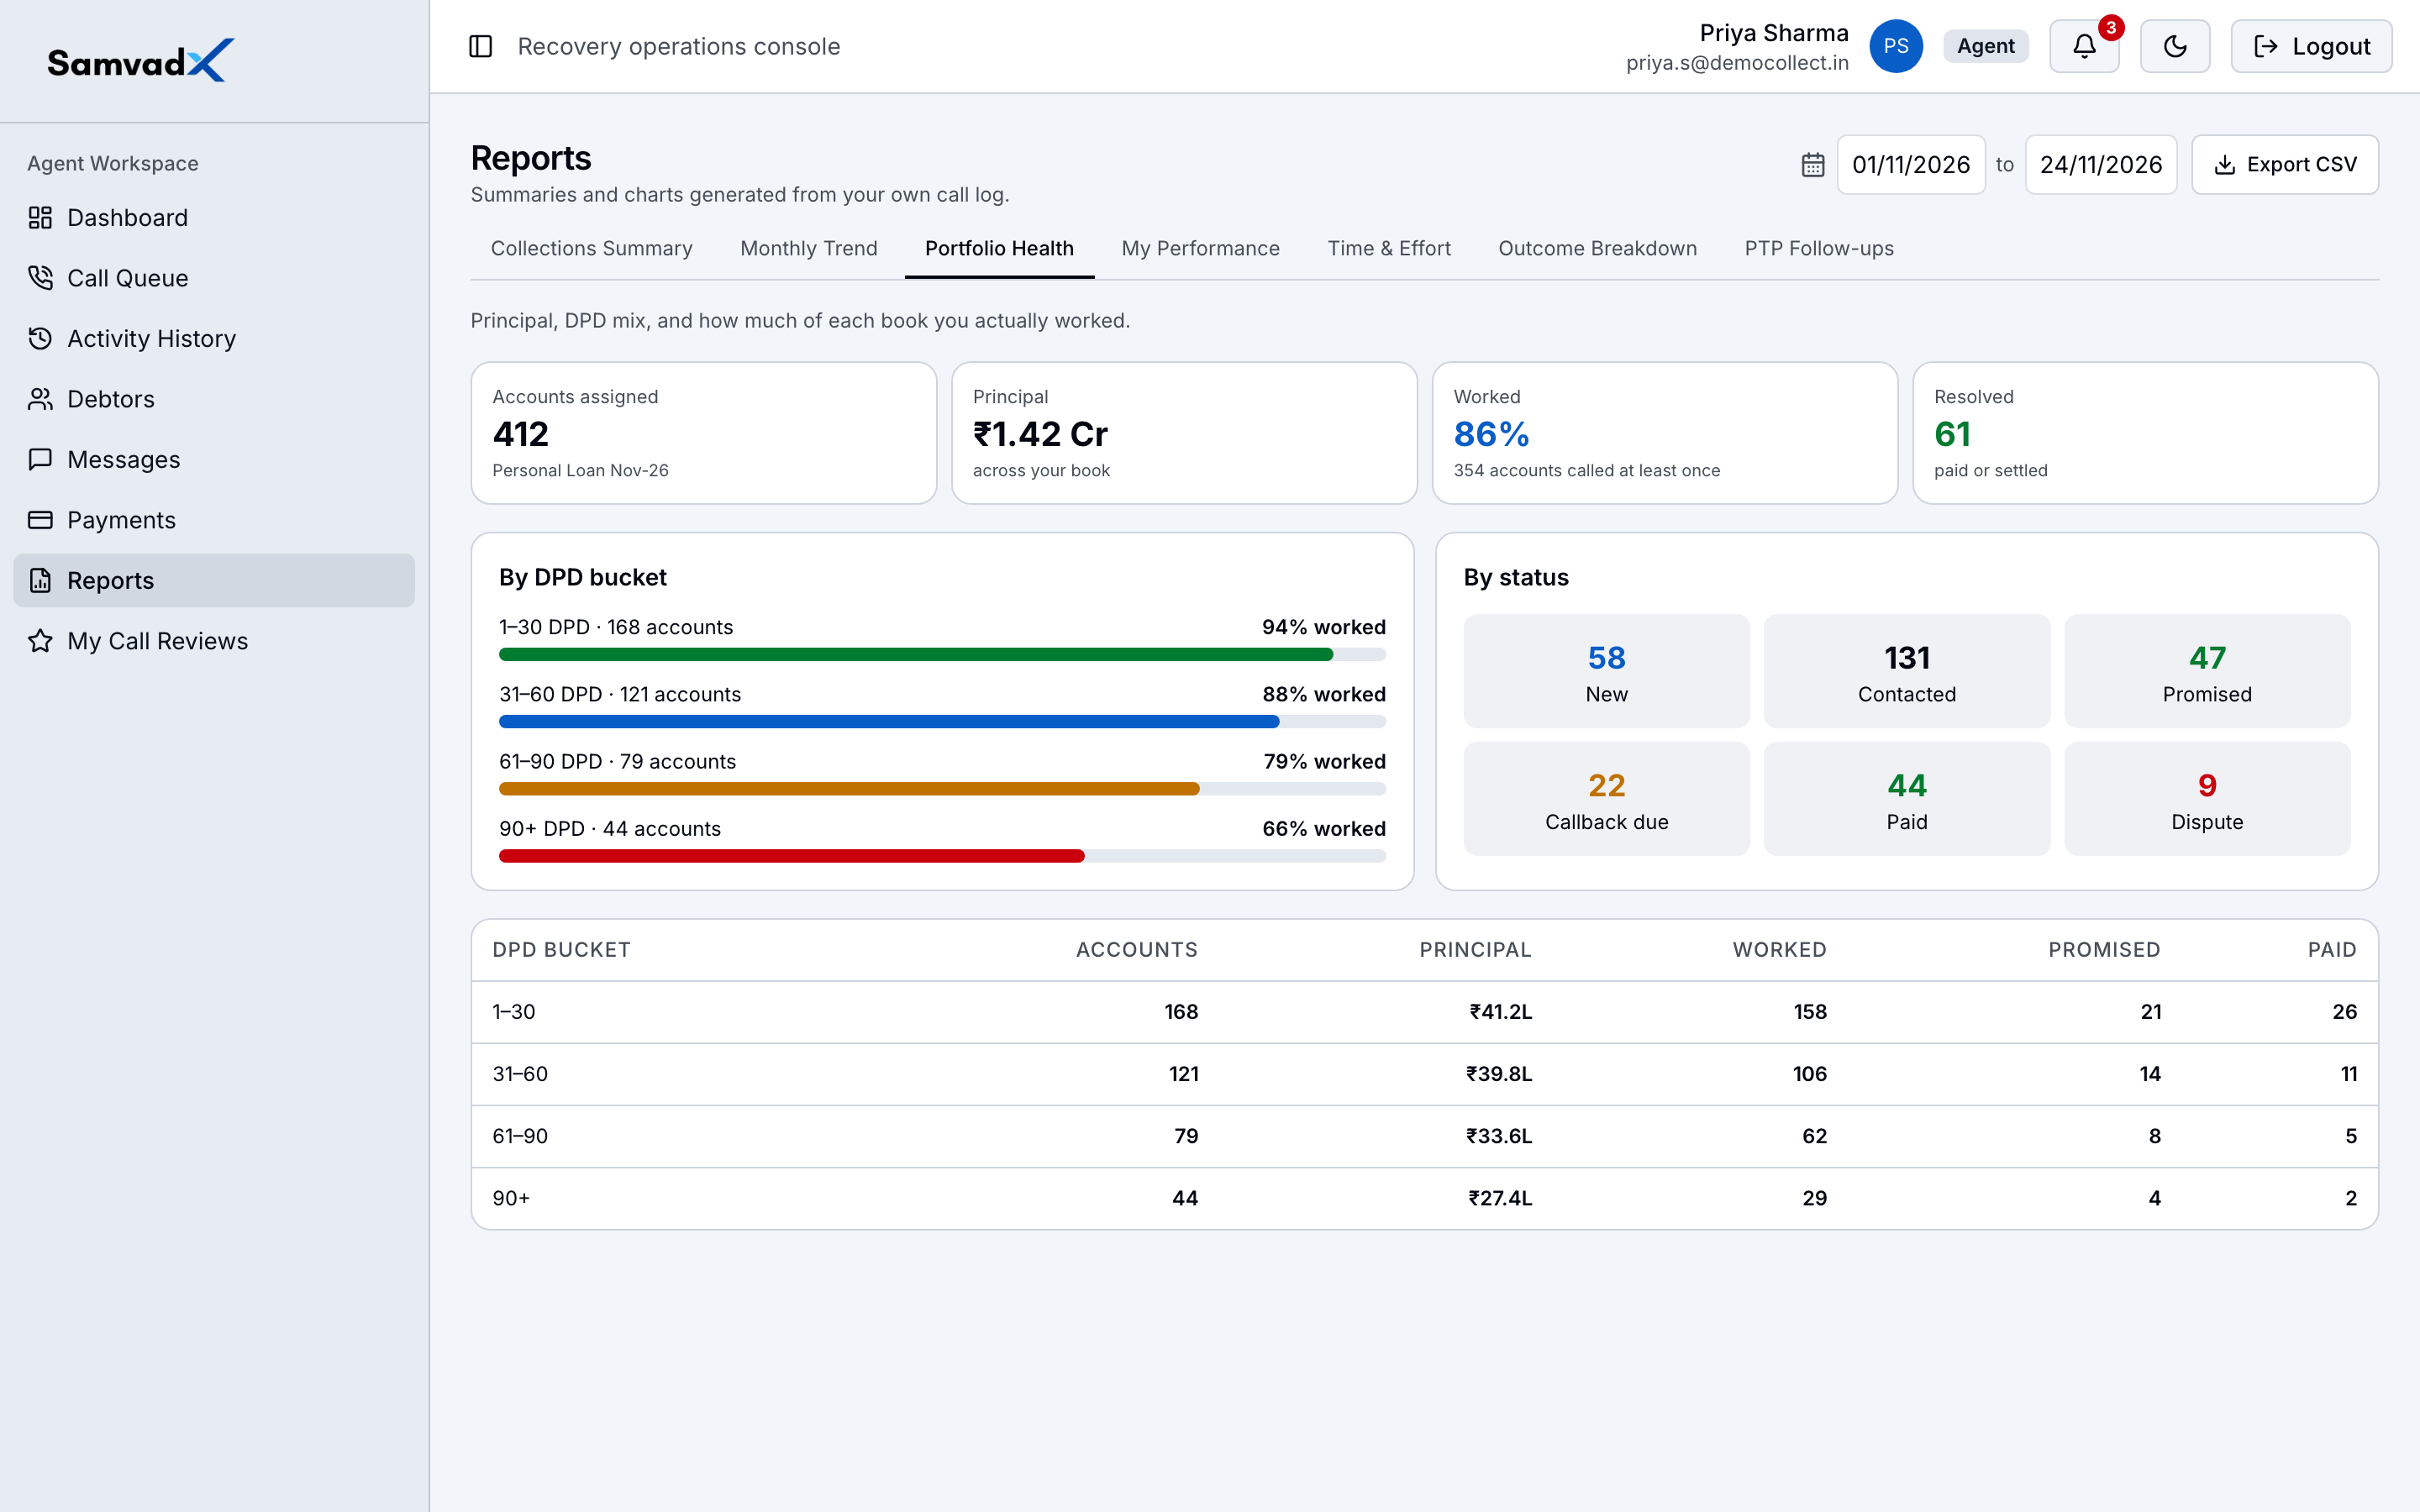 SamvadX
Recovery operations console
Priya Sharma
priya.s@democollect.in
PS
Agent
3
Logout
Agent Workspace
Dashboard
Call Queue
Activity History
Debtors
Messages
Payments
Reports
My Call Reviews
Reports
Summaries and charts generated from your own call log.
01/11/2026 to 24/11/2026
Export CSV
Collections Summary Monthly Trend Portfolio Health My Performance Time & Effort Outcome Breakdown PTP Follow-ups
Principal, DPD mix, and how much of each book you actually worked.
Accounts assigned
412
Personal Loan Nov-26
Principal
₹1.42 Cr
across your book
Worked
86%
354 accounts called at least once
Resolved
61
paid or settled
By DPD bucket
1–30 DPD · 168 accounts 94% worked
31–60 DPD · 121 accounts 88% worked
61–90 DPD · 79 accounts 79% worked
90+ DPD · 44 accounts 66% worked
By status
58
New
131
Contacted
47
Promised
22
Callback due
44
Paid
9
Dispute
DPD BUCKET ACCOUNTS PRINCIPAL WORKED PROMISED PAID
1–30 168 ₹41.2L 158 21 26
31–60 121 ₹39.8L 106 14 11
61–90 79 ₹33.6L 62 8 5
90+ 44 ₹27.4L 29 4 2